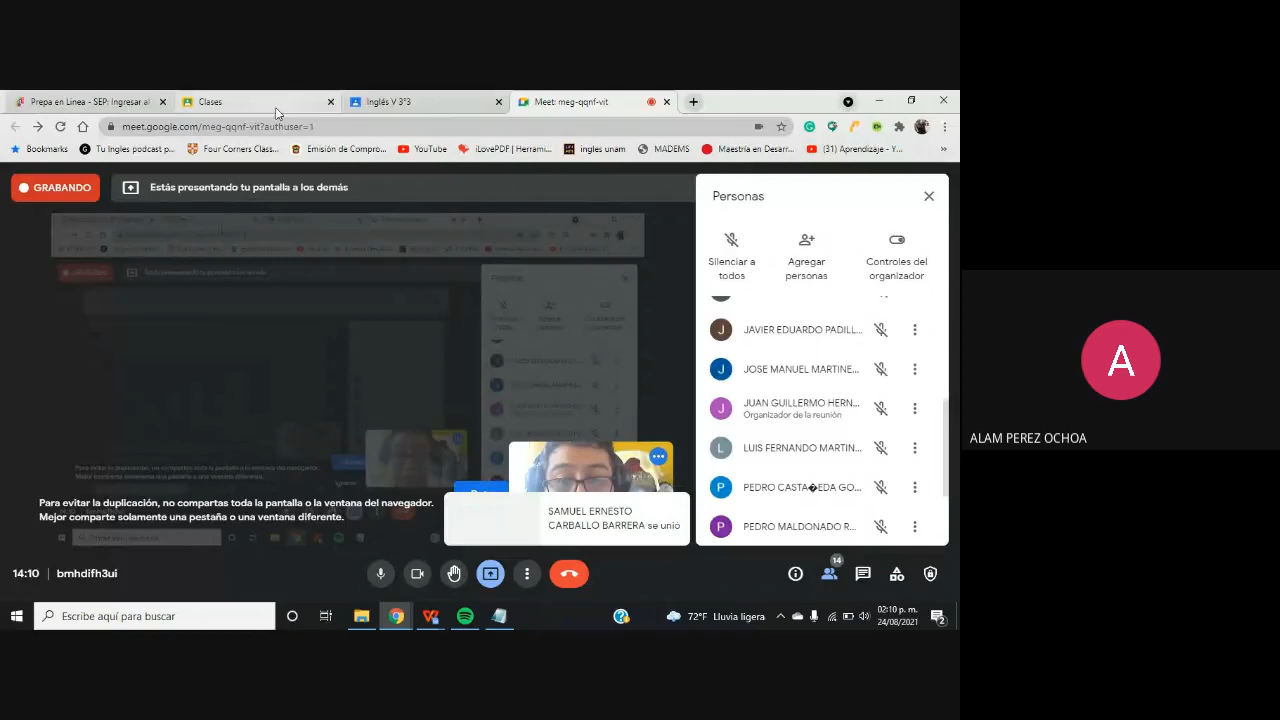 Prepa en Linea - SEP: Ingresar al
Clases
Inglés V 3°3
Meet: meg-qqnf-vit
meet.google.com/meg-qqnf-vit?authuser=1
Bookmarks
Tu Ingles podcast p...
Four Corners Class...
Emisión de Compro...
YouTube
iLovePDF | Herrami...
ingles unam
MADEMS
Maestría en Desarr...
(31) Aprendizaje - Y...
»
GRABANDO
Estás presentando tu pantalla a los demás
Personas
Silenciar a
todos
Agregar
personas
Controles del
organizador
JAVIER EDUARDO PADILL...
JOSE MANUEL MARTINE...
JUAN GUILLERMO HERN...
Organizador de la reunión
LUIS FERNANDO MARTIN...
PEDRO CASTA�EDA GO...
PEDRO MALDONADO R...
Para evitar la duplicación, no compartas toda la pantalla o la ventana del navegador.
Mejor comparte solamente una pestaña o una ventana diferente.
SAMUEL ERNESTO
CARBALLO BARRERA se unió
14:10 | bmhdifh3ui
14
Escribe aquí para buscar
72°F Lluvia ligera
02:10 p. m.
24/08/2021
2
A
ALAM PEREZ OCHOA